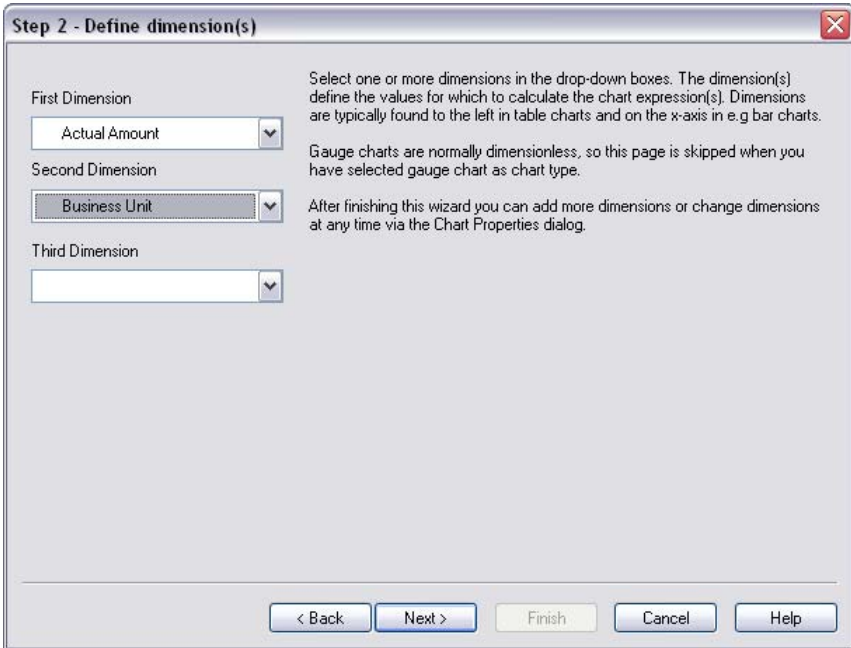 Step 2 - Define dimension(s)
First Dimension
Actual Amount
Second Dimension
Business Unit
Third Dimension
Select one or more dimensions in the drop-down boxes. The dimension(s)
define the values for which to calculate the chart expression(s). Dimensions
are typically found to the left in table charts and on the x-axis in e.g bar charts.
Gauge charts are normally dimensionless, so this page is skipped when you
have selected gauge chart as chart type.
After finishing this wizard you can add more dimensions or change dimensions
at any time via the Chart Properties dialog.
< Back
Next >
Finish
Cancel
Help